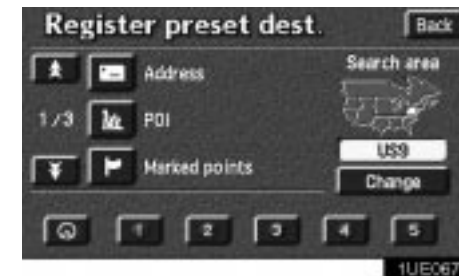 Register preset dest.
Back
Address
Search area
1/3
POI
Marked points
US9
Change
1
2
3
4
5
1UE067